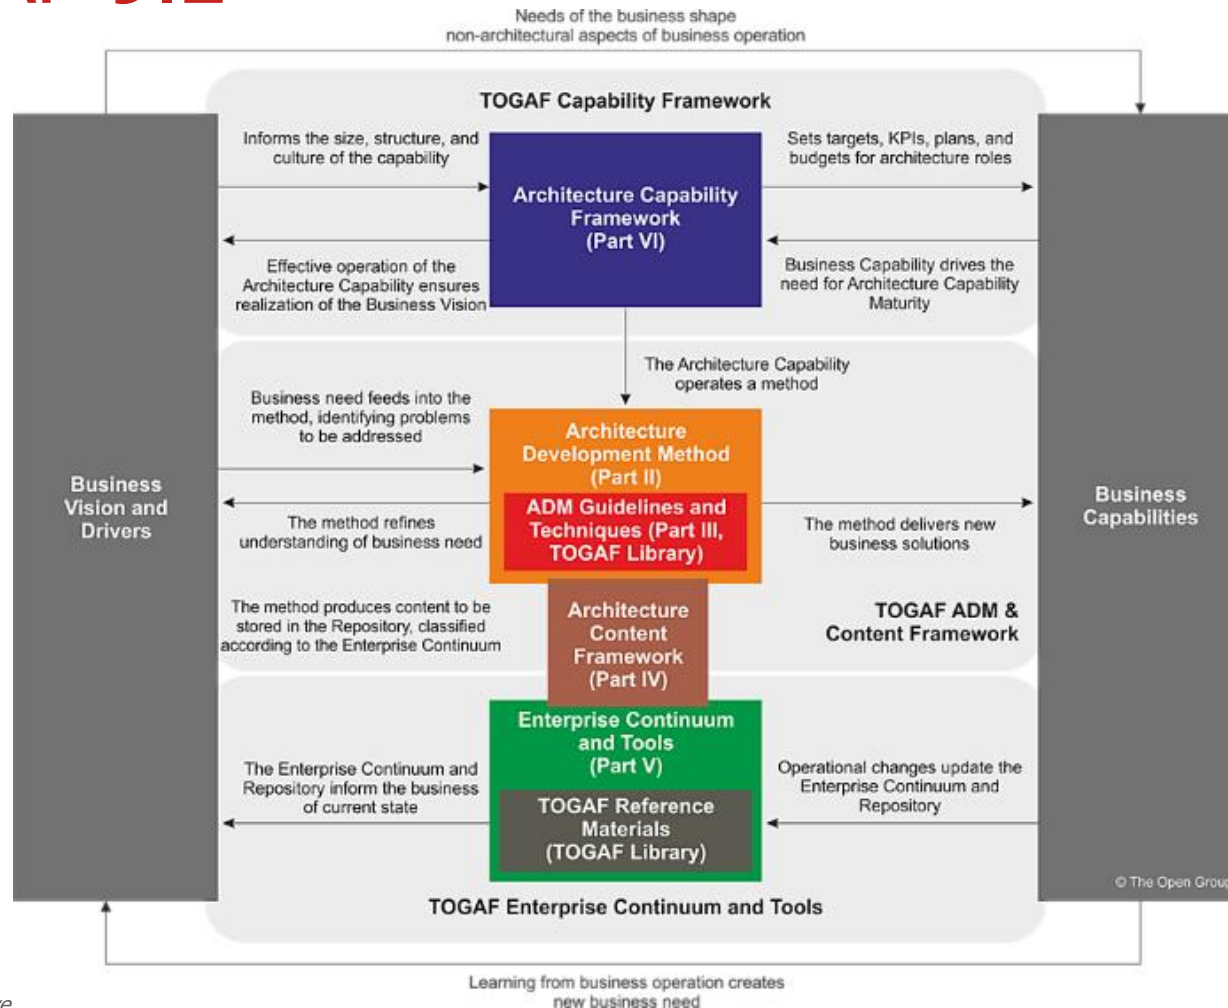 Needs of the business shape
non-architectural aspects of business operation
TOGAF Capability Framework
Informs the size, structure, and
culture of the capability
Architecture Capability
Framework
(Part VI)
Sets targets, KPIs, plans, and
budgets for architecture roles
Effective operation of the
Architecture Capability ensures
realization of the Business Vision
Business Capability drives the
need for Architecture Capability
Maturity
The Architecture Capability
operates a method
Business need feeds into the
method, identifying problems
to be addressed
Architecture
Development Method
(Part II)
ADM Guidelines and
Techniques (Part III,
TOGAF Library)
Business
Vision and
Drivers
The method refines
understanding of business need
The method delivers new
business solutions
Business
Capabilities
The method produces content to be
stored in the Repository, classified
according to the Enterprise Continuum
Architecture
Content
Framework
(Part IV)
TOGAF ADM &
Content Framework
Enterprise Continuum
and Tools
(Part V)
TOGAF Reference
Materials
(TOGAF Library)
The Enterprise Continuum and
Repository inform the business
of current state
Operational changes update the
Enterprise Continuum and
Repository
© The Open Group
TOGAF Enterprise Continuum and Tools
Learning from business operation creates
new business need